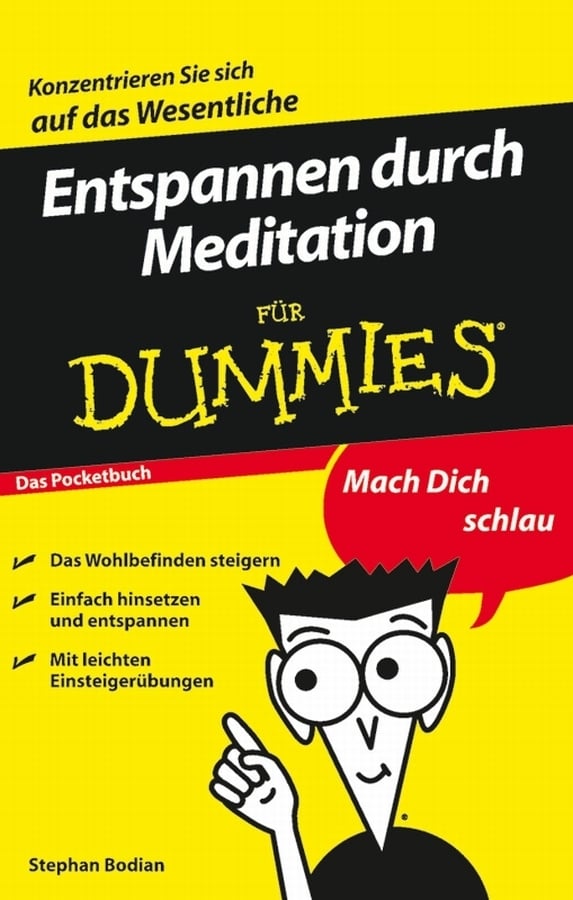 Konzentrieren Sie sich
auf das Wesentliche
Entspannen durch
Meditation
FÜR
DUMMIES®
Das Pocketbuch
Mach Dich
schlau
Das Wohlbefinden steigern
Einfach hinsetzen
und entspannen
Mit leichten
Einsteigerübungen
®
Stephan Bodian